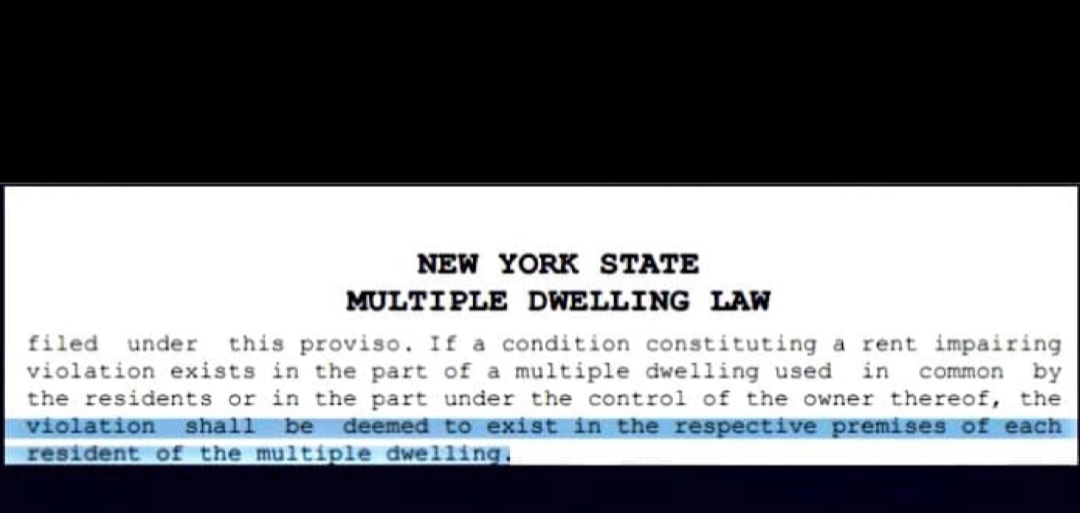 NEW YORK STATE
MULTIPLE DWELLING LAW
filed under this proviso. If a condition constituting a rent impairing
violation exists in the part of a multiple dwelling used in common by
the residents or in the part under the control of the owner thereof, the
violation shall be deemed to exist in the respective premises of each
resident of the multiple dwelling.